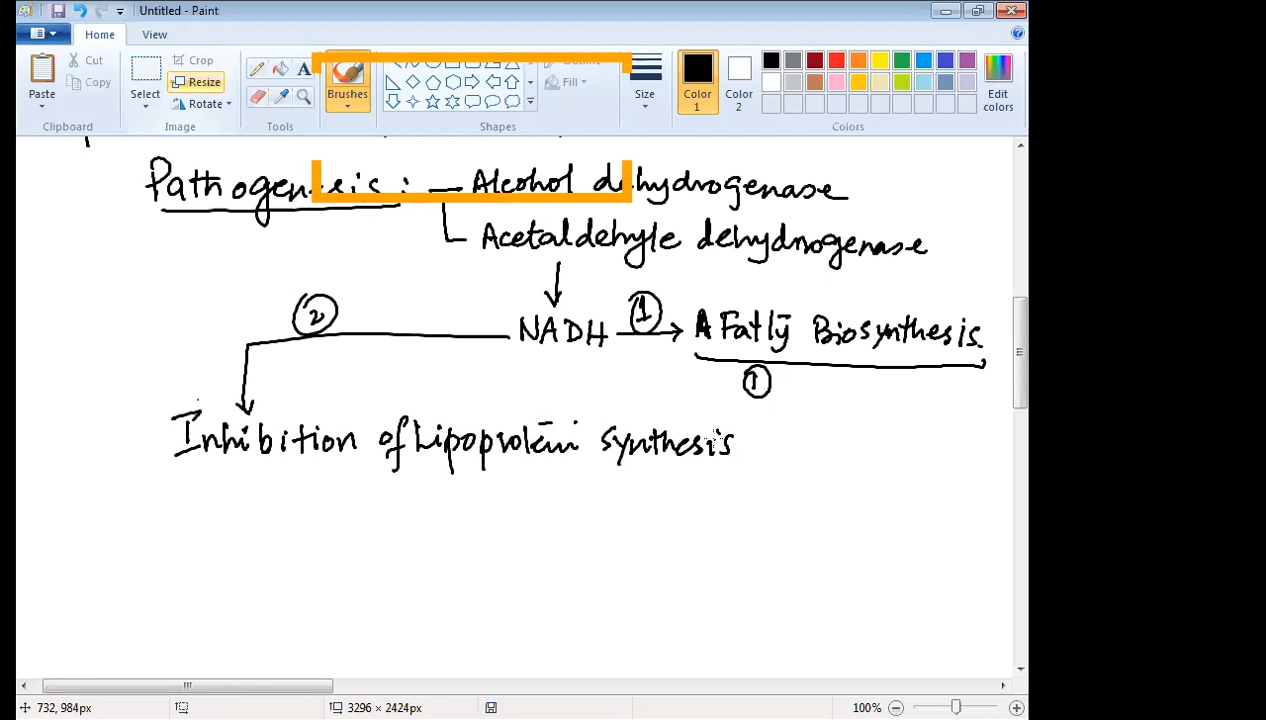 Untitled - Paint
Home View
Cut
Copy
Paste
Crop
Resize
Rotate
Select
Brushes
Outline
Fill
Size
Color 1
Color 2
Edit colors
Clipboard Image Tools Shapes Colors
Pathogenesis : — Alcohol dehydrogenase
Acetaldehyle dehydrogenase
2 NADH 1 A Fatty Biosynthesis.
↑
Inhibition of Lipoprotein synthesis
732, 984px 3296 × 2424px 100%